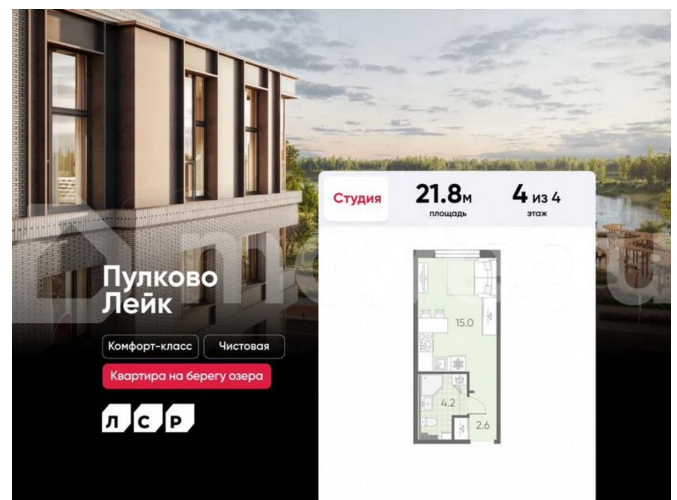 Студия
21.8м
площадь
4 из 4
этаж
Пулково
Лейк
Комфорт-класс
Чистовая
Квартира на берегу озера
ЛСР
15.0
4.2
2.6